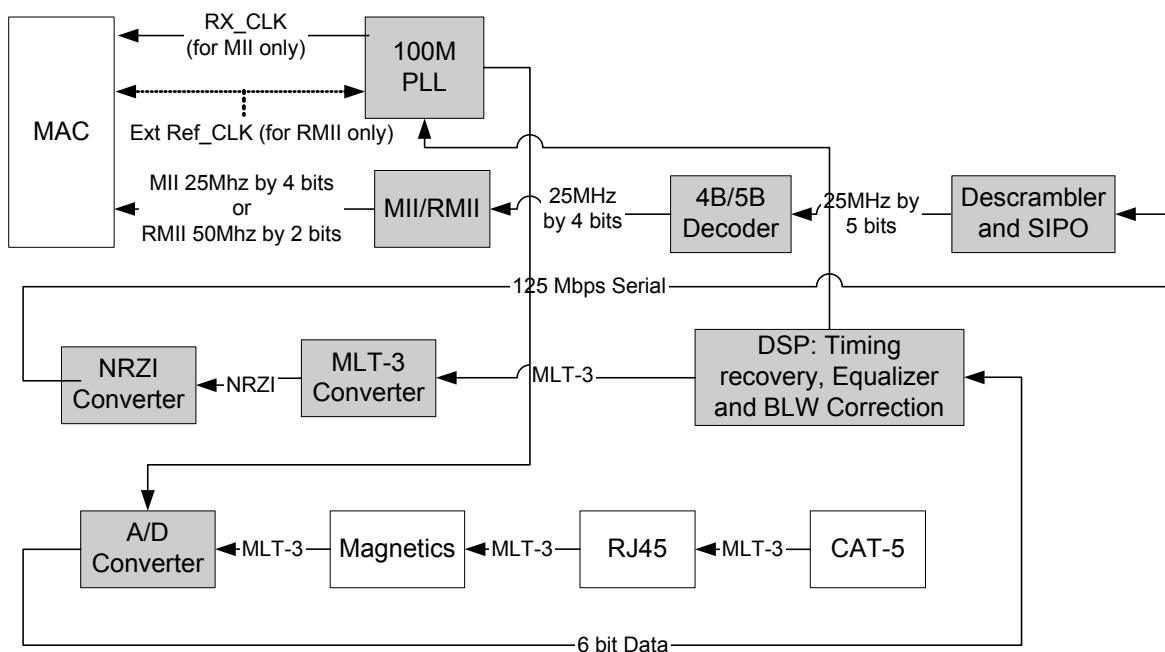 RX_CLK
(for MII only)
100M
PLL
MAC
Ext Ref_CLK (for RMII only)
MII 25Mhz by 4 bits
or
RMII 50Mhz by 2 bits
MII/RMII
25MHz
by 4 bits
4B/5B
Decoder
25MHz by
5 bits
Descrambler
and SIPO
125 Mbps Serial
NRZI
Converter
NRZI
MLT-3
Converter
MLT-3
DSP: Timing
recovery, Equalizer
and BLW Correction
A/D
Converter
MLT-3
Magnetics
MLT-3
RJ45
MLT-3
CAT-5
6 bit Data